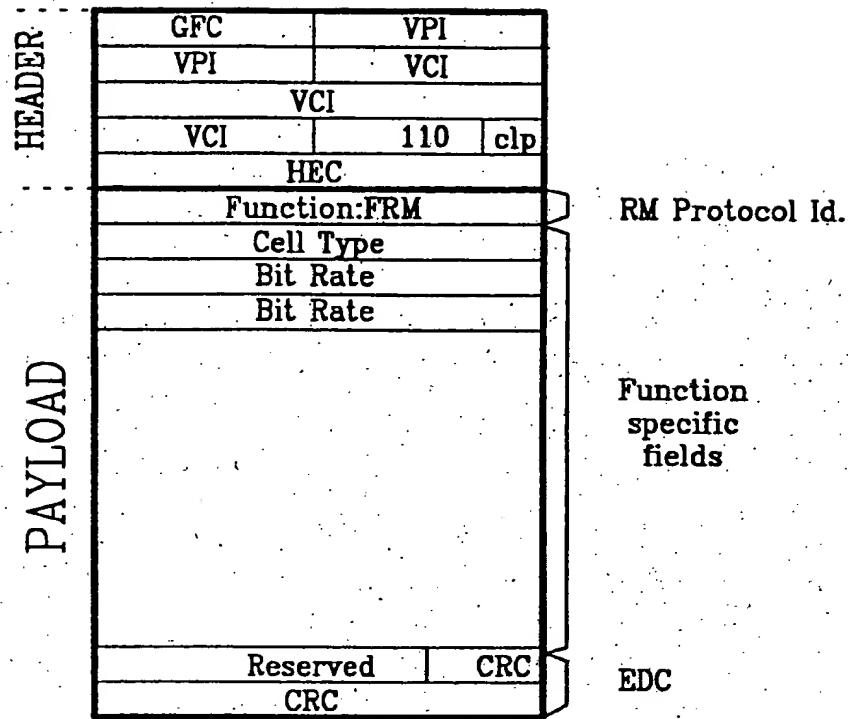 HEADER
GFC VPI
VPI VCI
VCI
VCI 110 clp
HEC
PAYLOAD
Function:FRM
Cell Type
Bit Rate
Bit Rate
Reserved CRC
CRC
RM Protocol Id.
Function
specific
fields
EDC